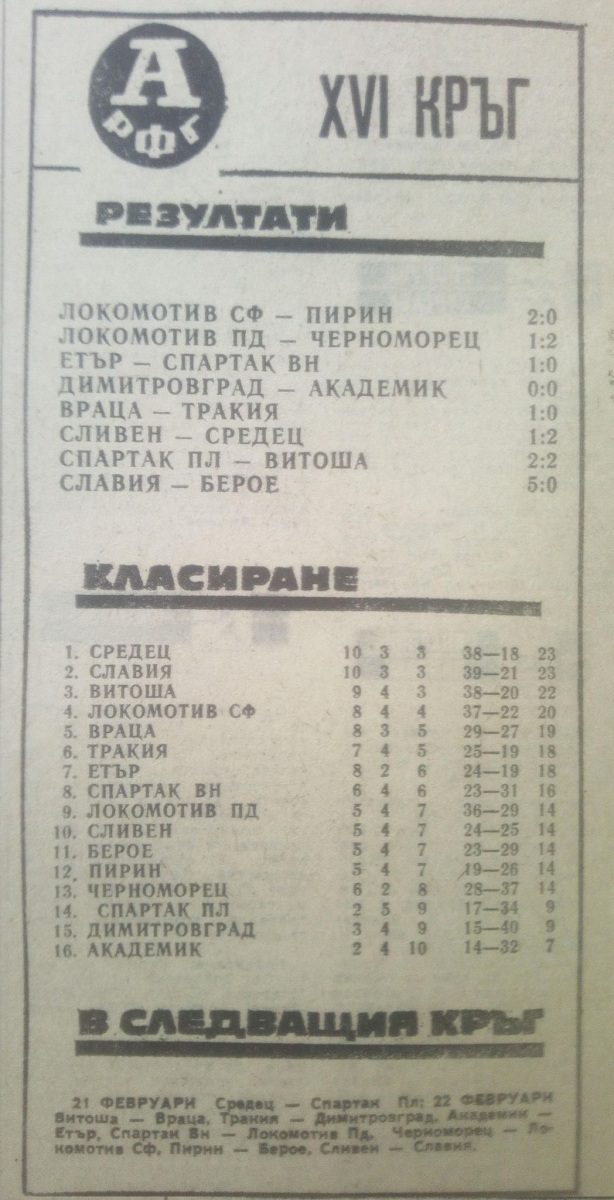 А
РФГ
XVI КРЪГ
РЕЗУЛТАТИ
ЛОКОМОТИВ СФ — ПИРИН 2:0
ЛОКОМОТИВ ПД — ЧЕРНОМОРЕЦ 1:2
ЕТЪР — СПАРТАК ВН 1:0
ДИМИТРОВГРАД — АКАДЕМИК 0:0
ВРАЦА — ТРАКИЯ 1:0
СЛИВЕН — СРЕДЕЦ 1:2
СПАРТАК ПЛ — ВИТОША 2:2
СЛАВИЯ — БЕРОЕ 5:0
КЛАСИРАНЕ
1. СРЕДЕЦ 10 3 3 38—18 23
2. СЛАВИЯ 10 3 3 39—21 23
3. ВИТОША 9 4 3 38—20 22
4. ЛОКОМОТИВ СФ 8 4 4 37—22 20
5. ВРАЦА 8 3 5 29—27 19
6. ТРАКИЯ 7 4 5 25—19 18
7. ЕТЪР 8 2 6 24—19 18
8. СПАРТАК ВН 6 4 6 23—31 16
9. ЛОКОМОТИВ ПД 5 4 7 36—29 14
10. СЛИВЕН 5 4 7 24—25 14
11. БЕРОЕ 5 4 7 23—29 14
12. ПИРИН 5 4 7 19—26 14
13. ЧЕРНОМОРЕЦ 6 2 8 28—37 14
14. СПАРТАК ПЛ 2 5 9 17—34 9
15. ДИМИТРОВГРАД 3 4 9 15—40 9
16. АКАДЕМИК 2 4 10 14—32 7
В СЛЕДВАЩИЯ КРЪГ
21 ФЕВРУАРИ Средец — Спартак Пл; 22 ФЕВРУАРИ
Витоша — Враца, Тракия — Димитровград, Академик —
Етър, Спартак Вн — Локомотив Пд, Черноморец — Ло-
комотив Сф, Пирин — Берое, Сливен — Славия.